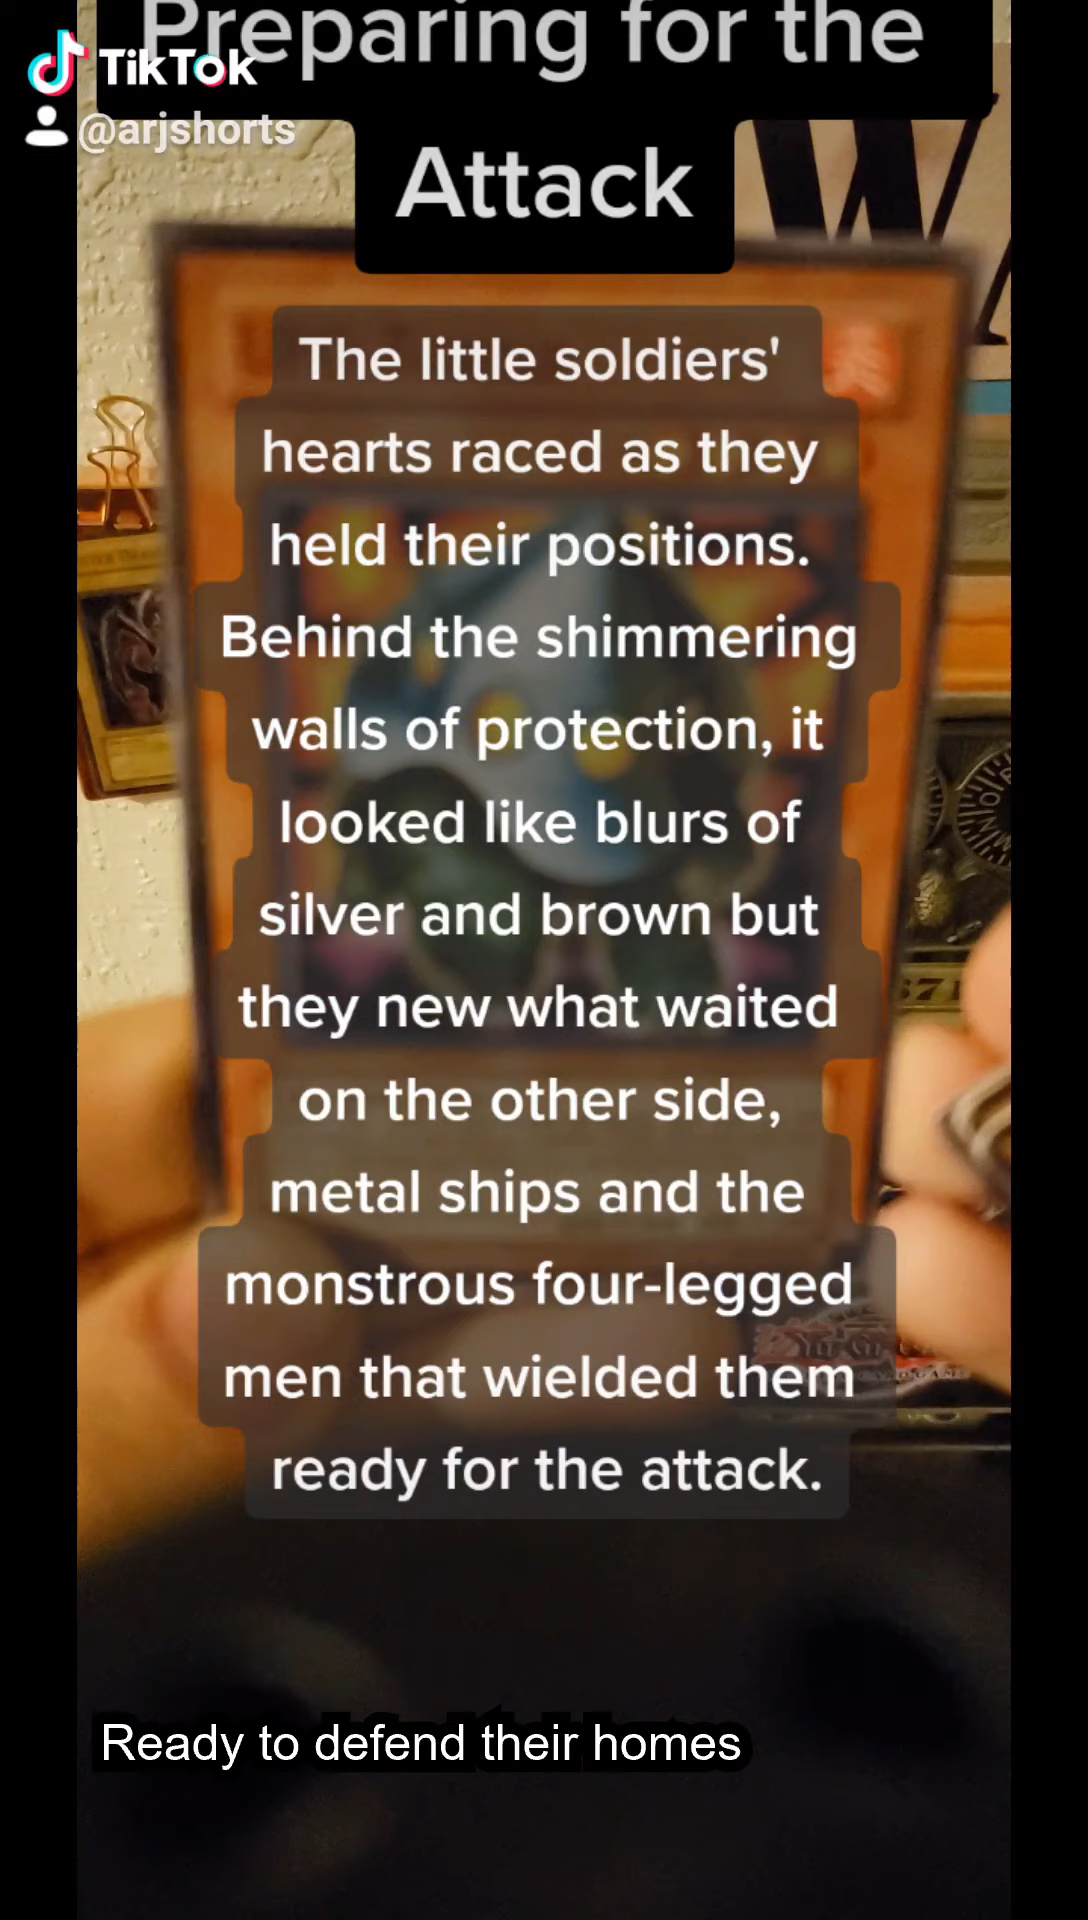 Preparing for the
TikTok
@arjshorts
Attack
W
The little soldiers'
hearts raced as they
held their positions.
Behind the shimmering
walls of protection, it
looked like blurs of
silver and brown but
they new what waited
on the other side,
metal ships and the
monstrous four-legged
men that wielded them
ready for the attack.
Ready to defend their homes